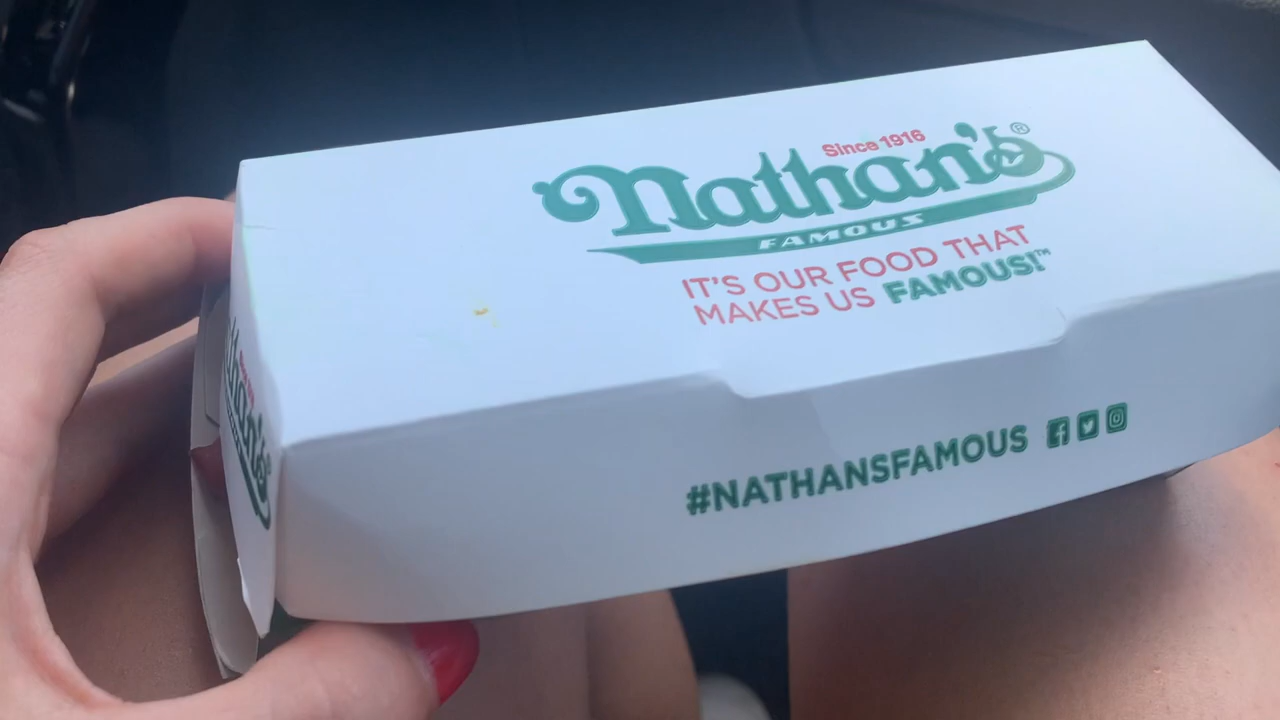 Since 1916
Nathan's®
FAMOUS
IT'S OUR FOOD THAT
MAKES US FAMOUS!™
#NATHANSFAMOUS